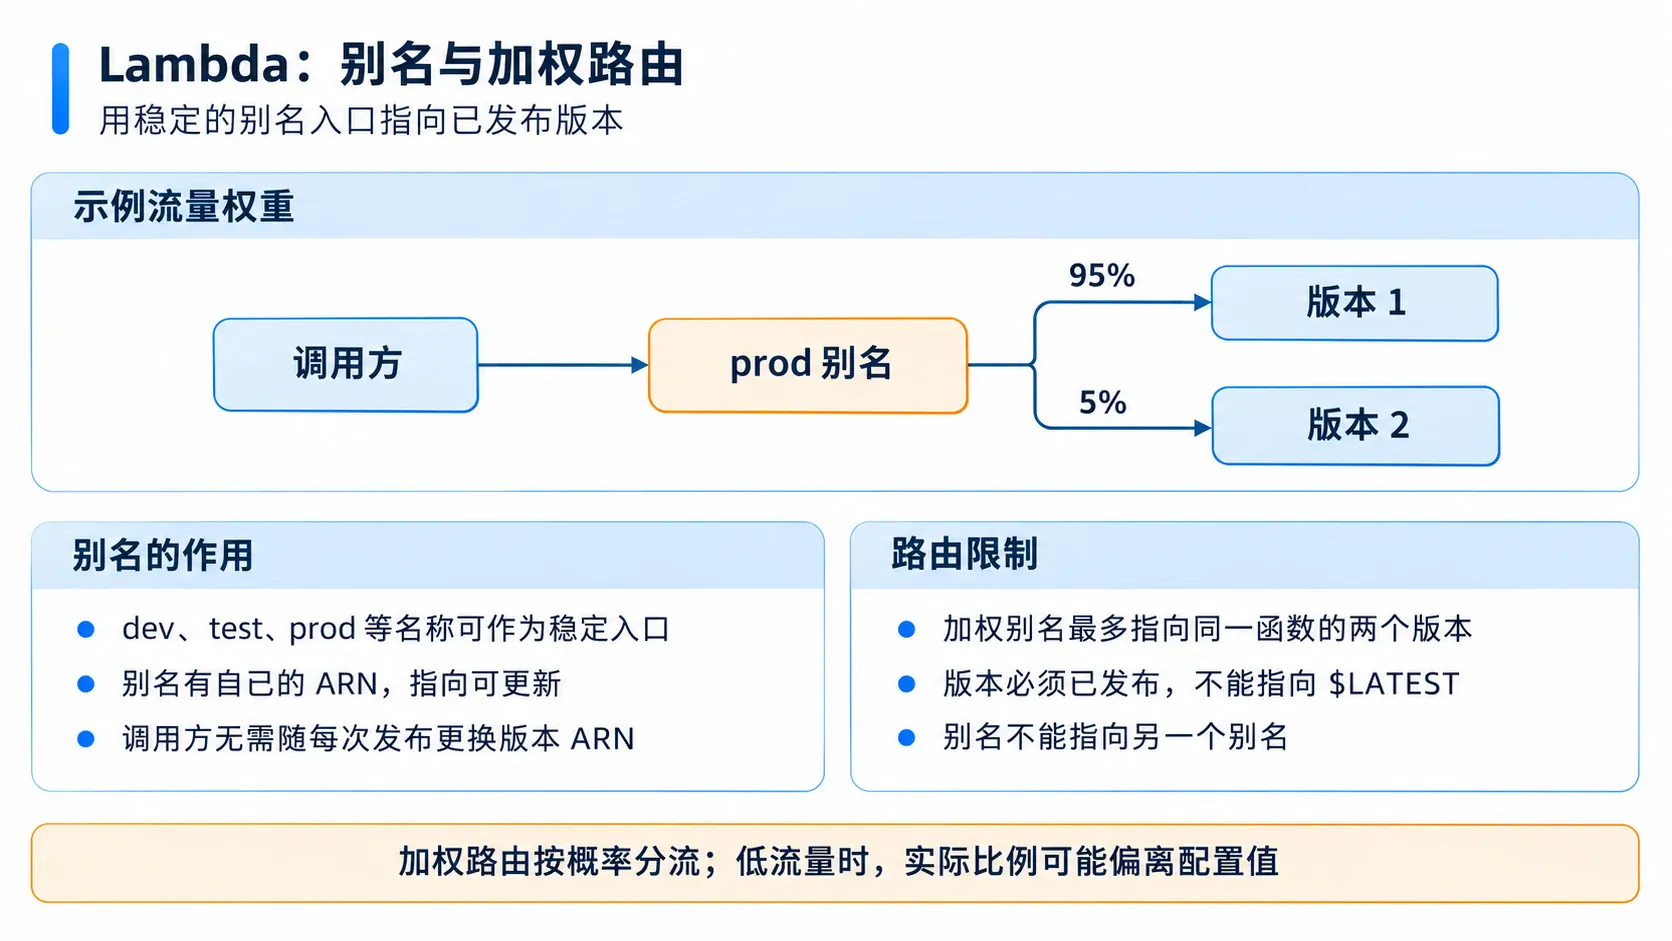 Lambda：别名与加权路由
用稳定的别名入口指向已发布版本
示例流量权重
调用方
prod 别名
95%
版本 1
5%
版本 2
别名的作用
dev、test、prod 等名称可作为稳定入口
别名有自己的 ARN，指向可更新
调用方无需随每次发布更换版本 ARN
路由限制
加权别名最多指向同一函数的两个版本
版本必须已发布，不能指向 $LATEST
别名不能指向另一个别名
加权路由按概率分流；低流量时，实际比例可能偏离配置值